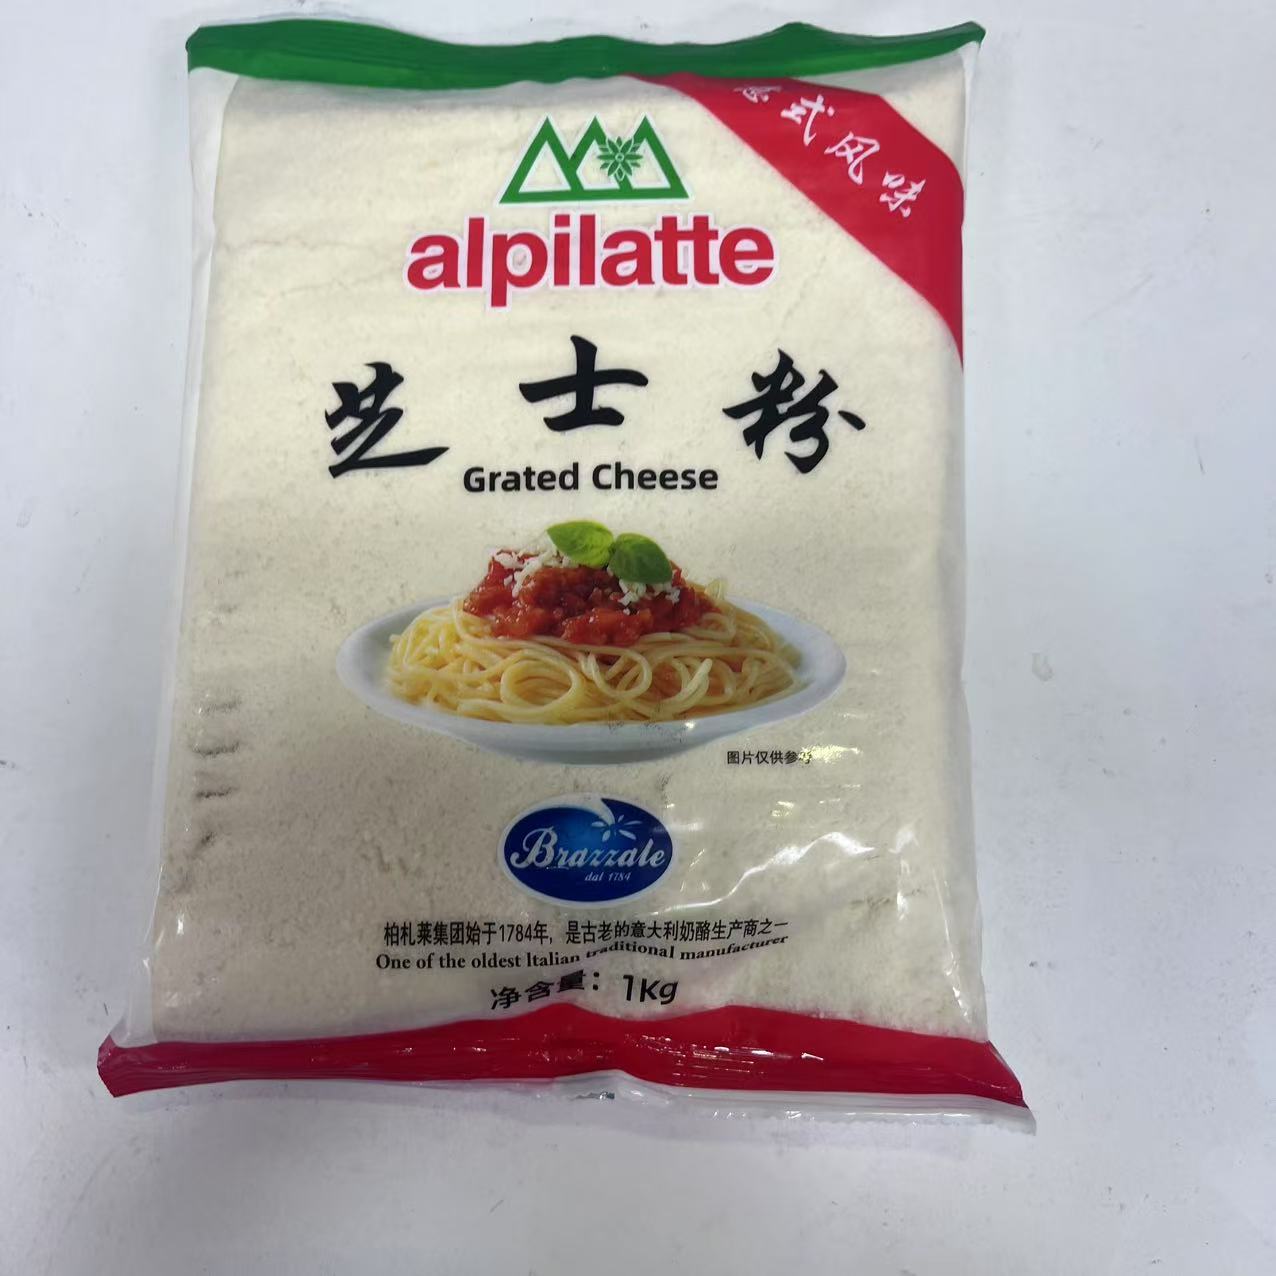 式风味
alpilatte
芝士粉
Grated Cheese
图片仅供参考
Brazzale
dal 1784
柏札莱集团始于1784年，是古老的意大利奶酪生产商之一
One of the oldest Italian traditional manufacturer
净含量：1Kg